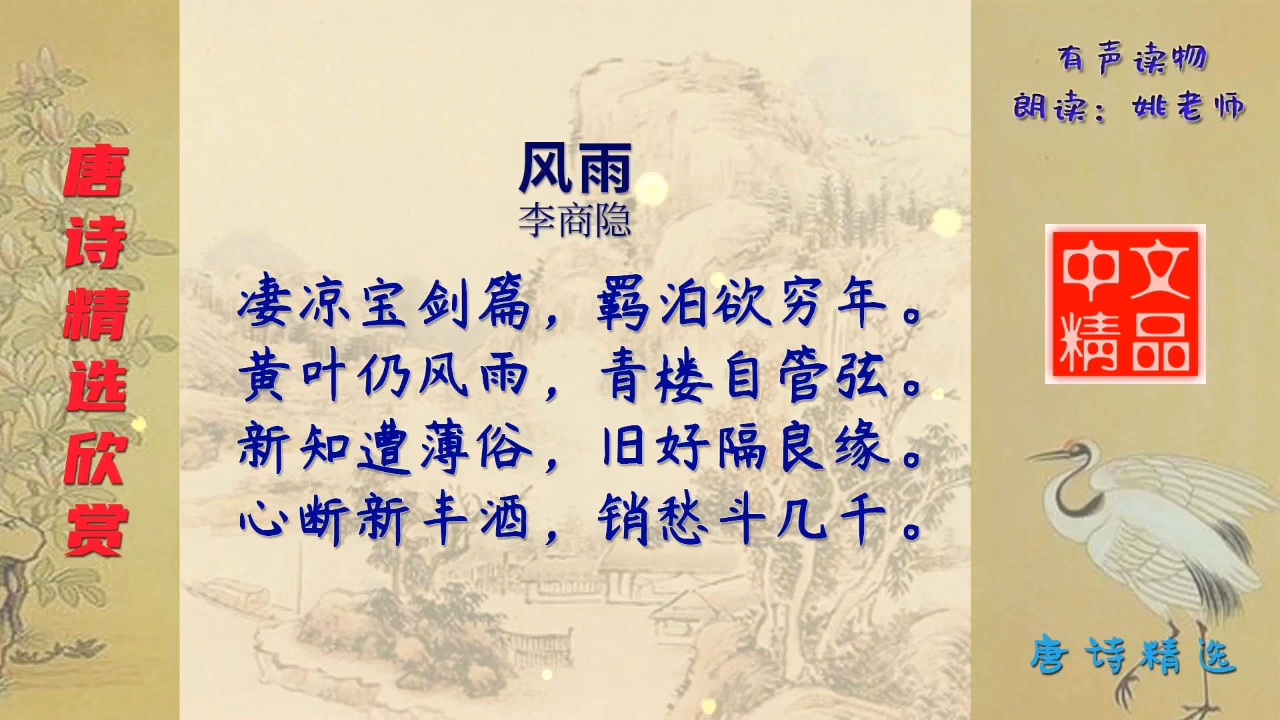 唐诗精选欣赏
风雨
李商隐
凄凉宝剑篇，羁泊欲穷年。
黄叶仍风雨，青楼自管弦。
新知遭薄俗，旧好隔良缘。
心断新丰酒，销愁斗几千。
有声读物
朗读：姚老师
中文
精品
唐诗精选